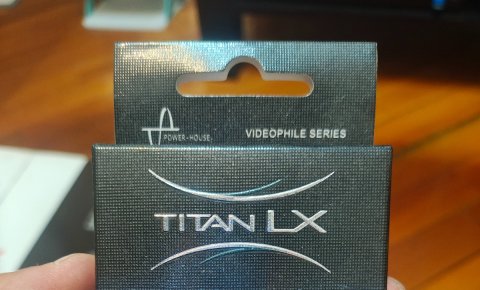 POWER-HOUSE.
VIDEOPHILE SERIES
TITAN LX